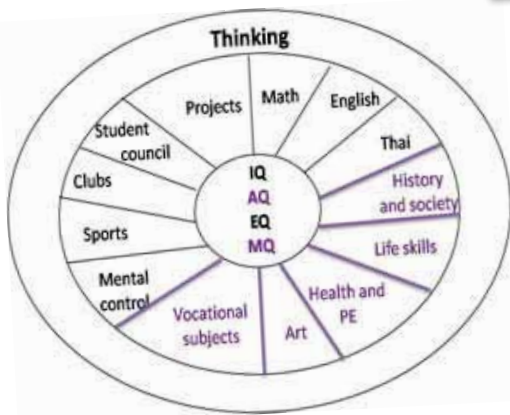 Thinking
Projects
Math
English
Thai
History
and society
Life skills
Health and
PE
Art
Vocational
subjects
Mental
control
Sports
Clubs
Student
council
IQ
AQ
EQ
MQ